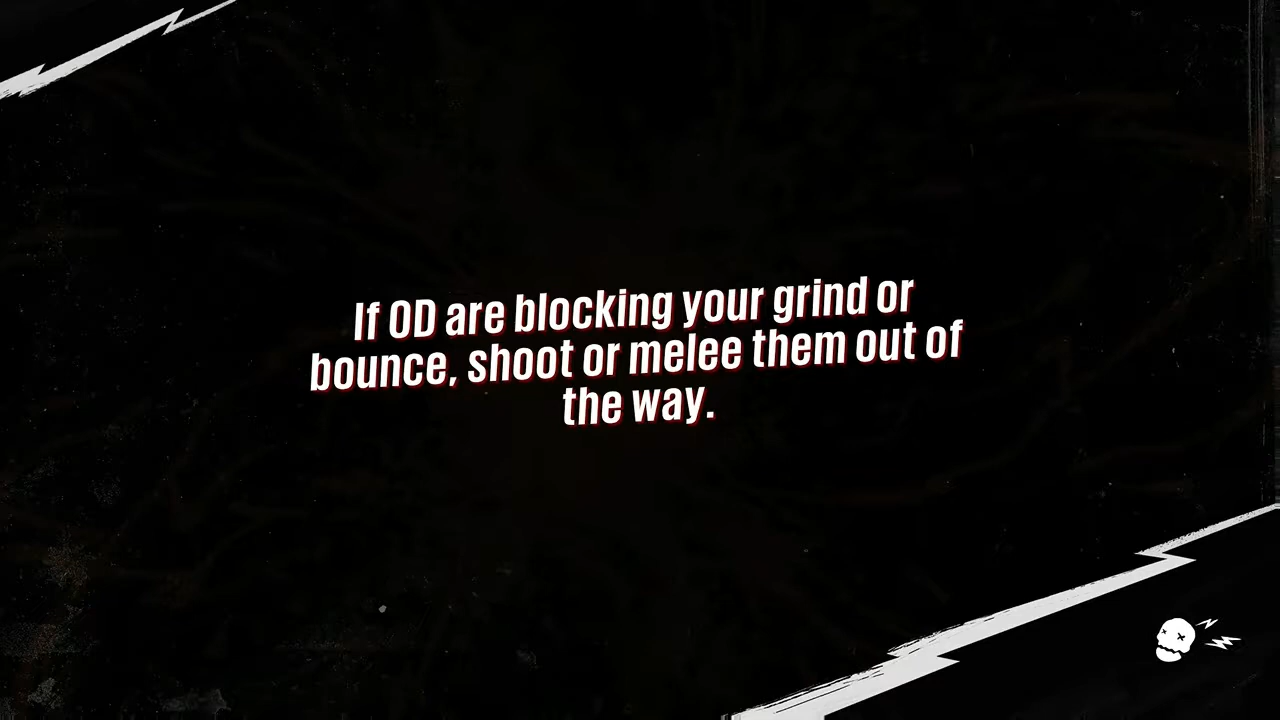 If OD are blocking your grind or
bounce, shoot or melee them out of
the way.